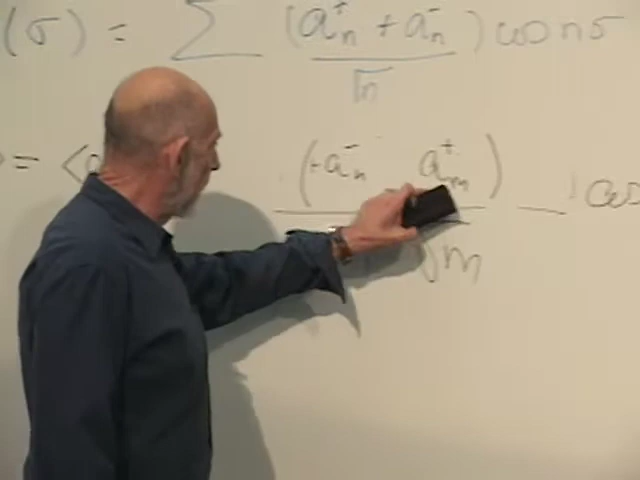 (σ) = Σ (a⁺ₙ + a⁻ₙ) cos nσ
√n
= <a (+ a⁻ₙ a⁺ₘ) cos
√m